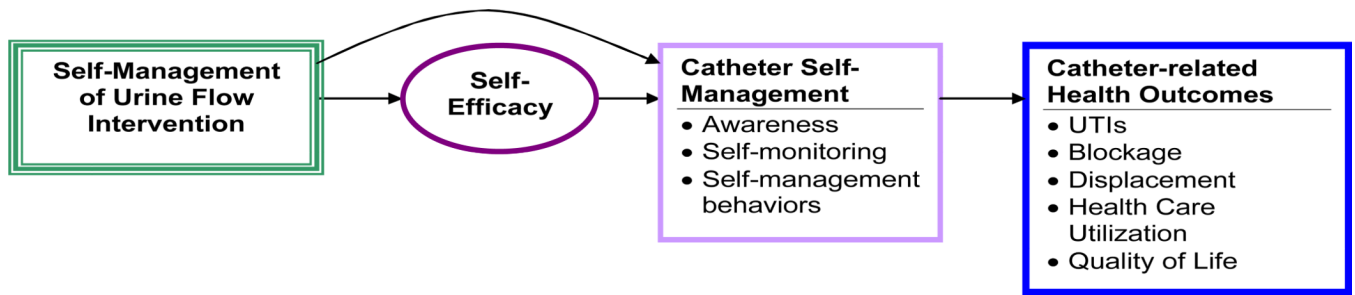 Self-Management
of Urine Flow
Intervention
Self-
Efficacy
Catheter Self-
Management
• Awareness
• Self-monitoring
• Self-management
behaviors
Catheter-related
Health Outcomes
• UTIs
• Blockage
• Displacement
• Health Care
Utilization
• Quality of Life